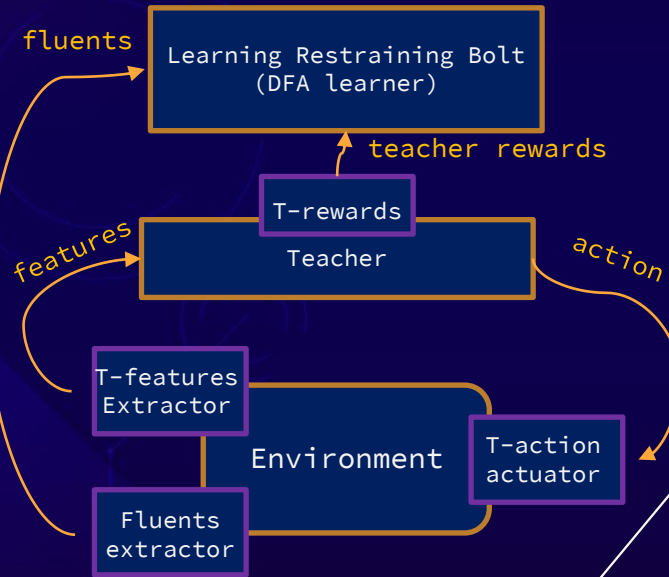 fluents
Learning Restraining Bolt
(DFA learner)
teacher rewards
T-rewards
features
Teacher
action
T-features
Extractor
Environment
T-action
actuator
Fluents
extractor